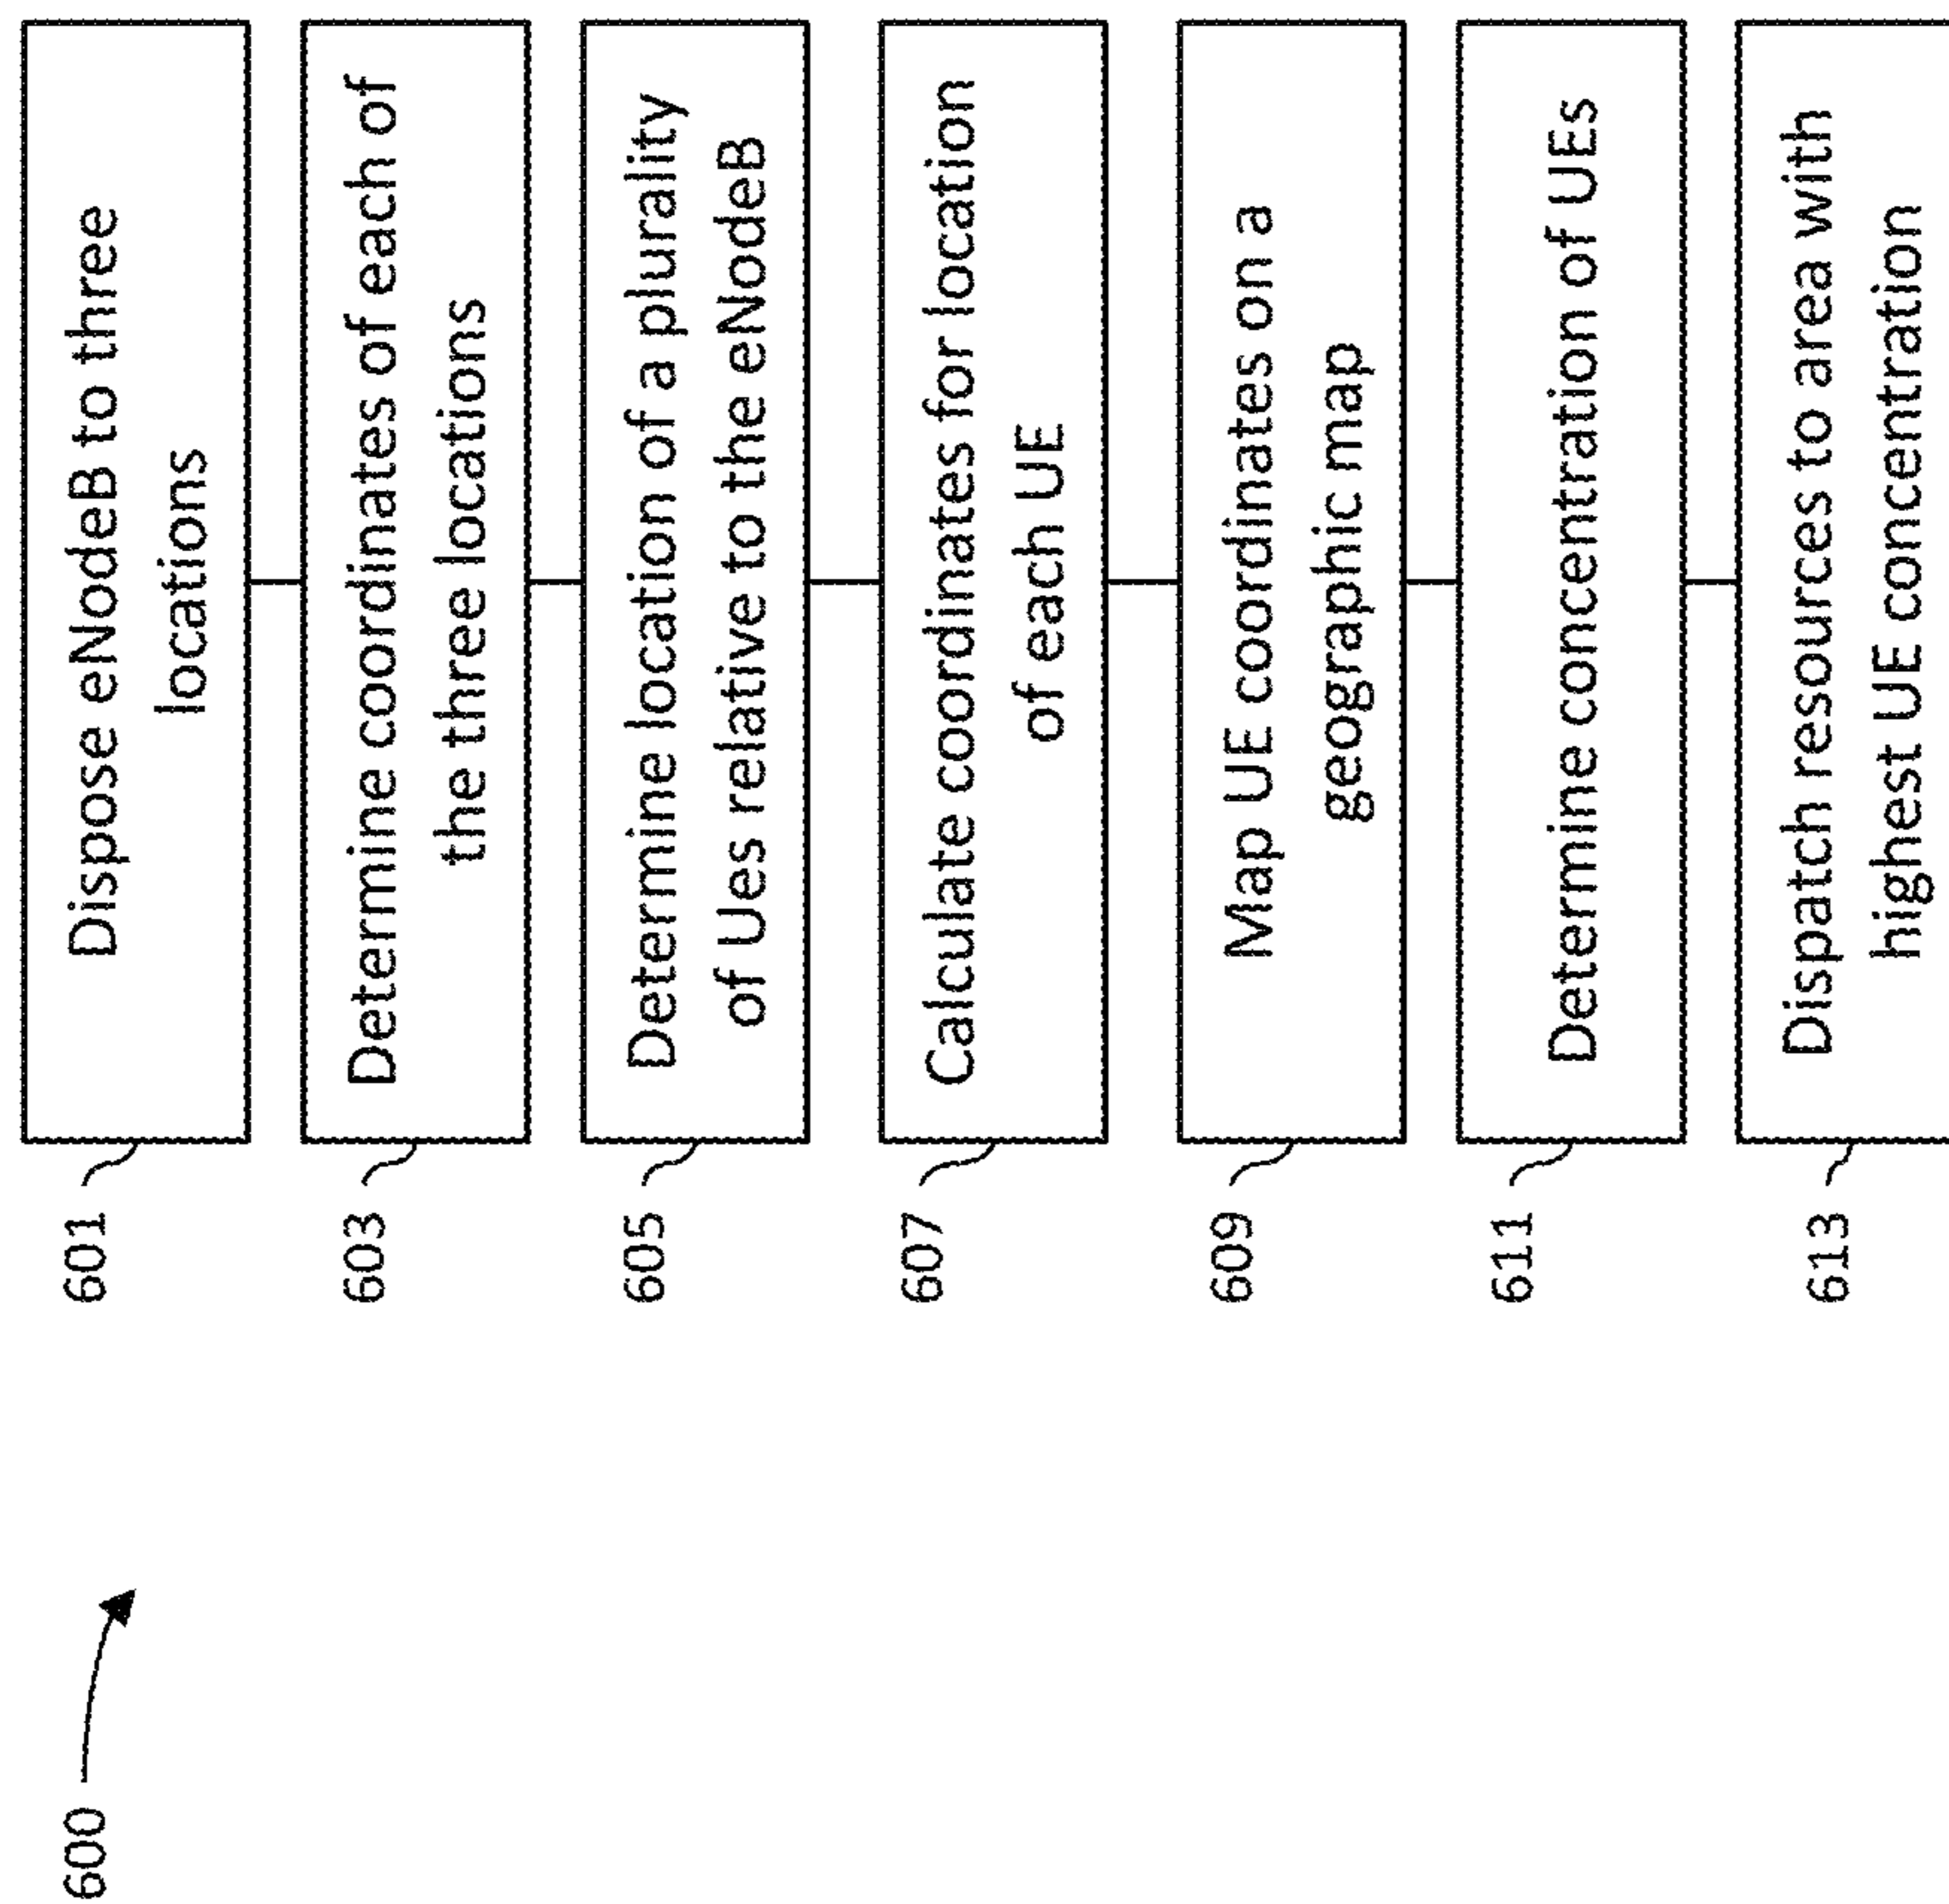 600
601
Dispose eNodeB to three
locations
603
Determine coordinates of each of
the three locations
605
Determine location of a plurality
of Ues relative to the eNodeB
607
Calculate coordinates for location
of each UE
609
Map UE coordinates on a
geographic map
611
Determine concentration of UEs
613
Dispatch resources to area with
highest UE concentration